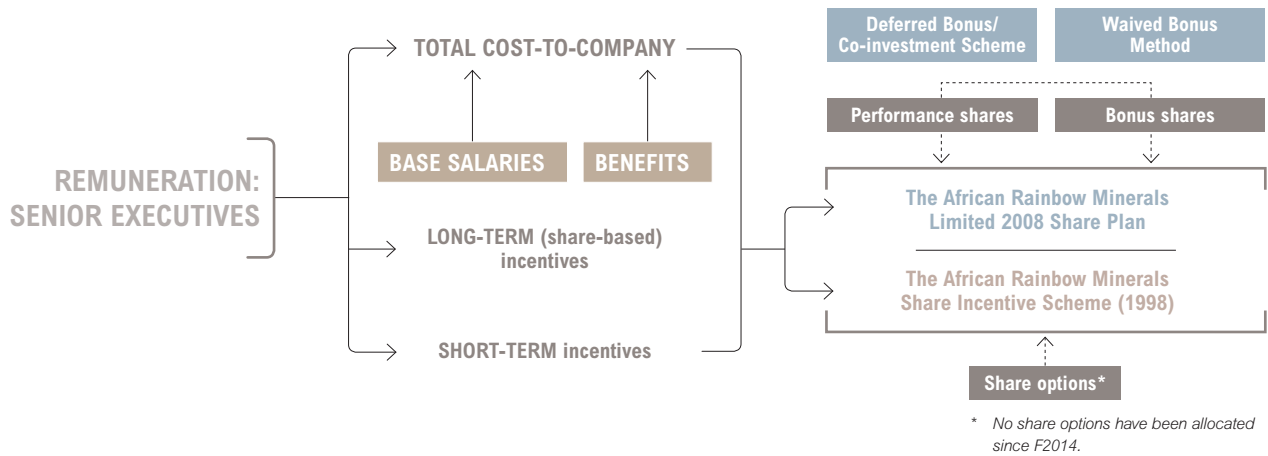 REMUNERATION:
SENIOR EXECUTIVES
TOTAL COST-TO-COMPANY
BASE SALARIES
BENEFITS
LONG-TERM (share-based)
incentives
SHORT-TERM incentives
Deferred Bonus/
Co-investment Scheme
Waived Bonus
Method
Performance shares
Bonus shares
The African Rainbow Minerals
Limited 2008 Share Plan
The African Rainbow Minerals
Share Incentive Scheme (1998)
Share options*
* No share options have been allocated
since F2014.